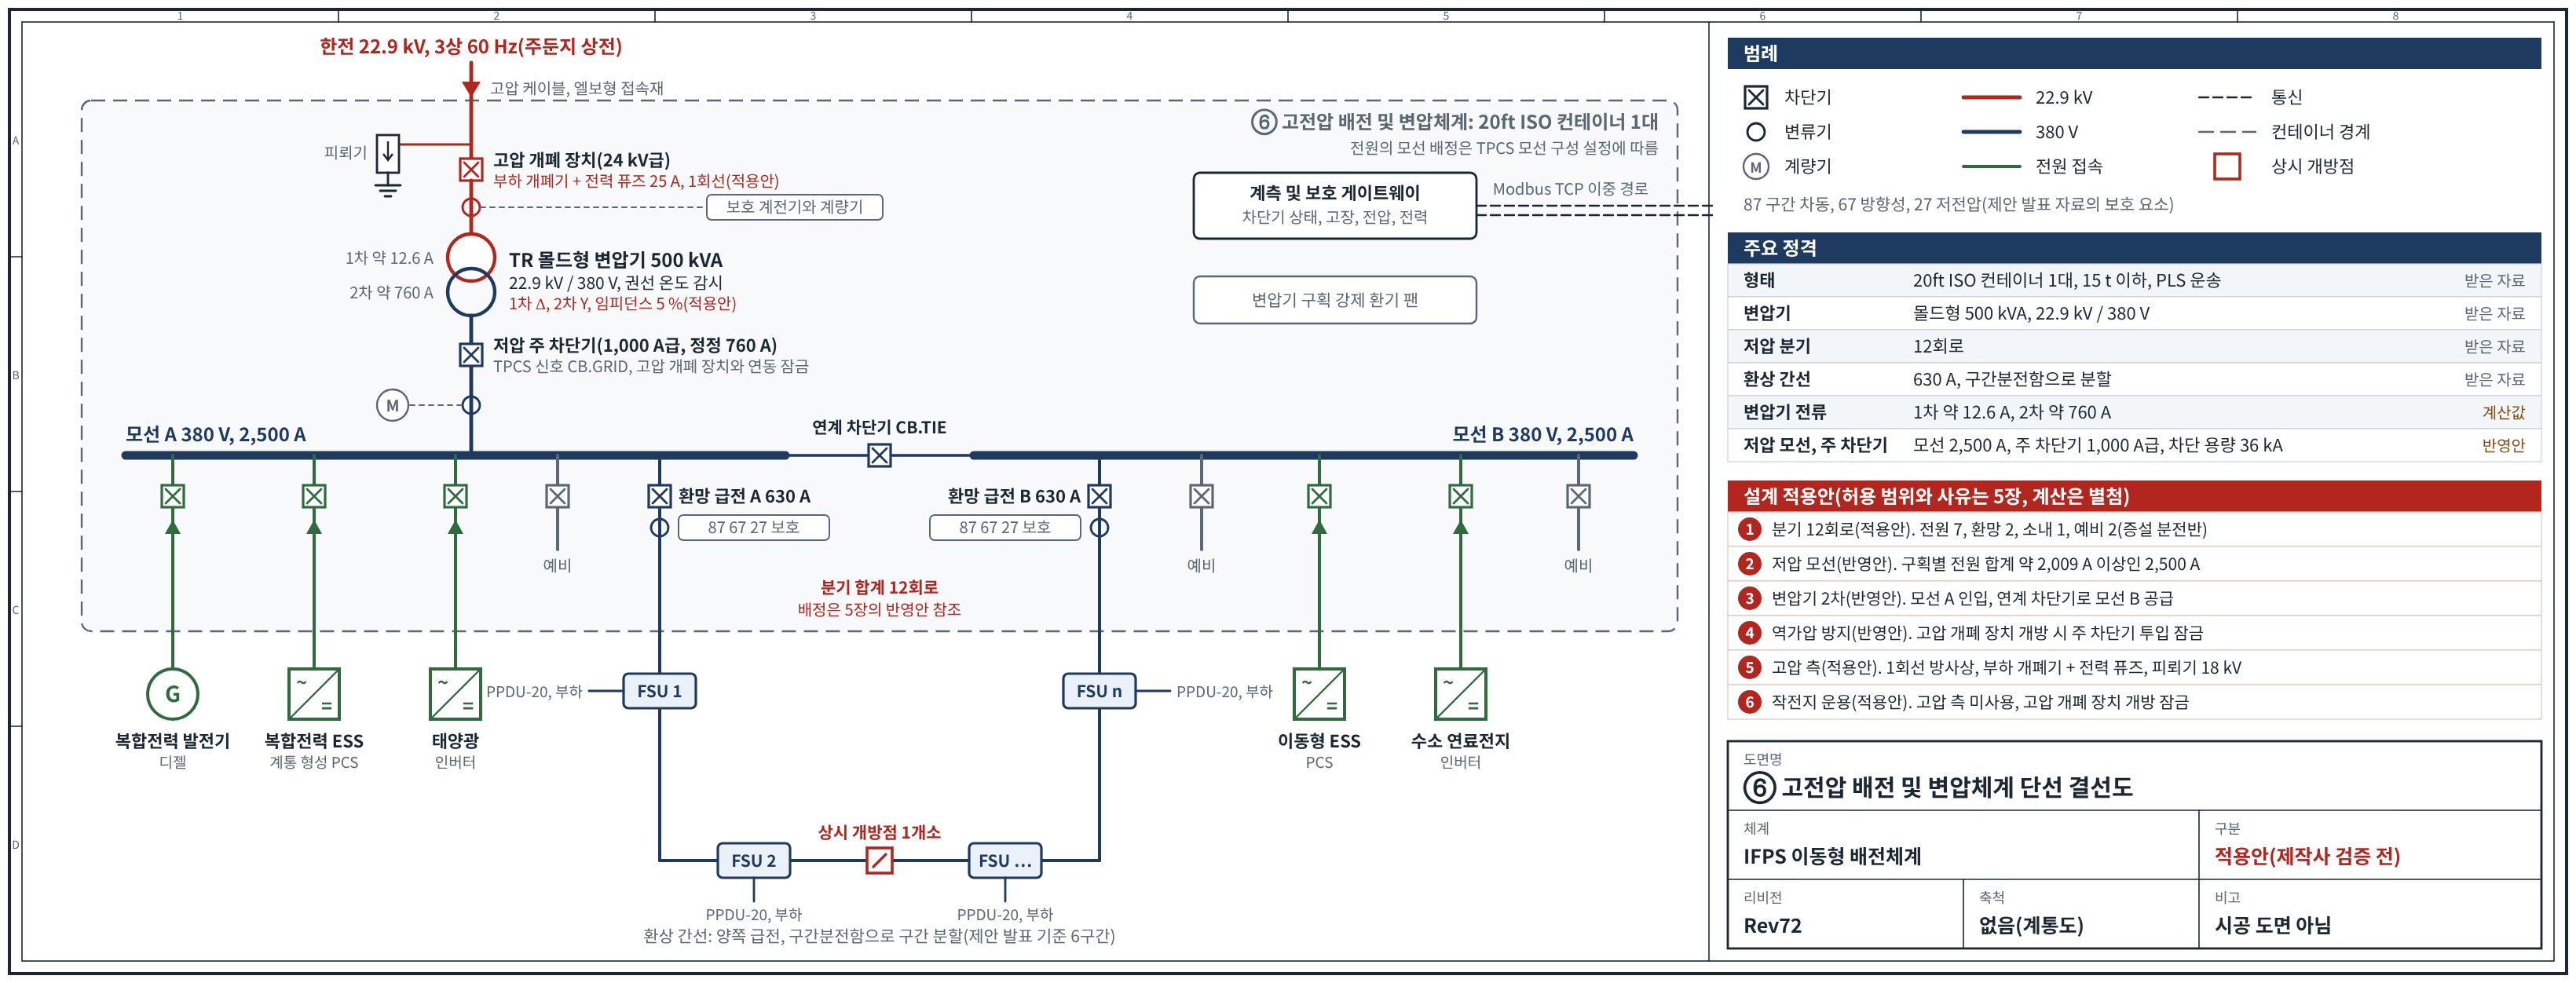 1 2 3 4 5 6 7 8
A
B
C
D
한전 22.9 kV, 3상 60 Hz(주둔지 상전)
고압 케이블, 엘보형 접속재
⑥ 고전압 배전 및 변압체계: 20ft ISO 컨테이너 1대
전원의 모선 배정은 TPCS 모선 구성 설정에 따름
피뢰기
고압 개폐 장치(24 kV급)
부하 개폐기 + 전력 퓨즈 25 A, 1회선(적용안)
보호 계전기와 계량기
계측 및 보호 게이트웨이
차단기 상태, 고장, 전압, 전력
Modbus TCP 이중 경로
1차 약 12.6 A
2차 약 760 A
TR 몰드형 변압기 500 kVA
22.9 kV / 380 V, 권선 온도 감시
1차 Δ, 2차 Y, 임피던스 5 %(적용안)
변압기 구획 강제 환기 팬
저압 주 차단기(1,000 A급, 정정 760 A)
TPCS 신호 CB.GRID, 고압 개폐 장치와 연동 잠금
M
모선 A 380 V, 2,500 A
연계 차단기 CB.TIE
모선 B 380 V, 2,500 A
환망 급전 A 630 A
87 67 27 보호
환망 급전 B 630 A
87 67 27 보호
예비
예비
예비
분기 합계 12회로
배정은 5장의 반영안 참조
G
~
=
~
=
PPDU-20, 부하
FSU 1
FSU n
PPDU-20, 부하
~
=
~
=
복합전력 발전기
디젤
복합전력 ESS
계통 형성 PCS
태양광
인버터
이동형 ESS
PCS
수소 연료전지
인버터
상시 개방점 1개소
FSU 2
FSU ...
PPDU-20, 부하
PPDU-20, 부하
환상 간선: 양쪽 급전, 구간분전함으로 구간 분할(제안 발표 기준 6구간)
범례
차단기
22.9 kV
통신
변류기
380 V
컨테이너 경계
M
계량기
전원 접속
상시 개방점
87 구간 차동, 67 방향성, 27 저전압(제안 발표 자료의 보호 요소)
주요 정격
형태 20ft ISO 컨테이너 1대, 15 t 이하, PLS 운송 받은 자료
변압기 몰드형 500 kVA, 22.9 kV / 380 V 받은 자료
저압 분기 12회로 받은 자료
환상 간선 630 A, 구간분전함으로 분할 받은 자료
변압기 전류 1차 약 12.6 A, 2차 약 760 A 계산값
저압 모선, 주 차단기 모선 2,500 A, 주 차단기 1,000 A급, 차단 용량 36 kA 반영안
설계 적용안(허용 범위와 사유는 5장, 계산은 별첨)
1 분기 12회로(적용안). 전원 7, 환망 2, 소내 1, 예비 2(증설 분전반)
2 저압 모선(반영안). 구획별 전원 합계 약 2,009 A 이상인 2,500 A
3 변압기 2차(반영안). 모선 A 인입, 연계 차단기로 모선 B 공급
4 역가압 방지(반영안). 고압 개폐 장치 개방 시 주 차단기 투입 잠금
5 고압 측(적용안). 1회선 방사상, 부하 개폐기 + 전력 퓨즈, 피뢰기 18 kV
6 작전지 운용(적용안). 고압 측 미사용, 고압 개폐 장치 개방 잠금
도면명
⑥ 고전압 배전 및 변압체계 단선 결선도
체계
IFPS 이동형 배전체계
구분
적용안(제작사 검증 전)
리비전
Rev72
축척
없음(계통도)
비고
시공 도면 아님